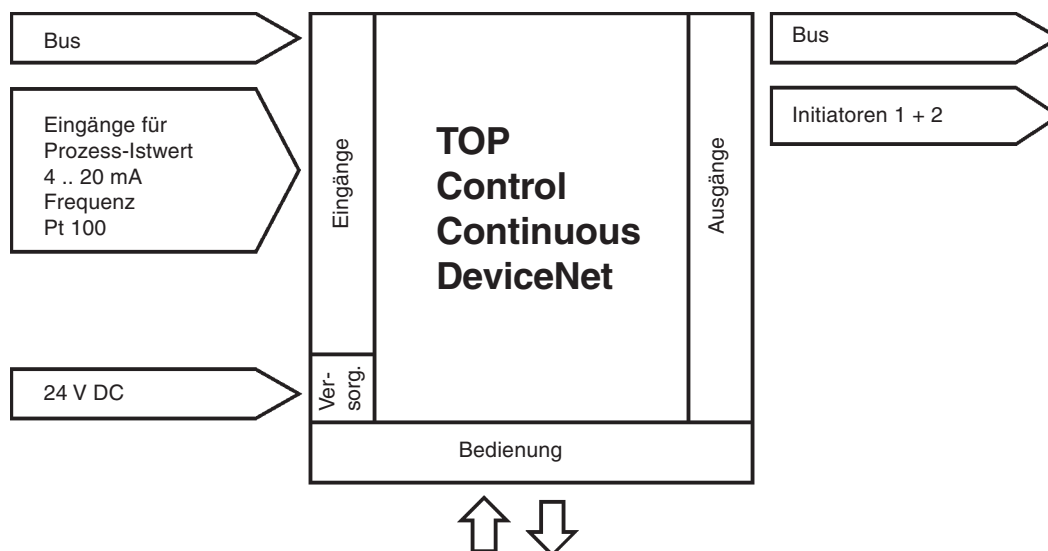 Bus
Eingänge für
Prozess-Istwert
4 .. 20 mA
Frequenz
Pt 100
24 V DC
Eingänge
Ver-
sorg.
TOP
Control
Continuous
DeviceNet
Ausgänge
Bedienung
Bus
Initiatoren 1 + 2